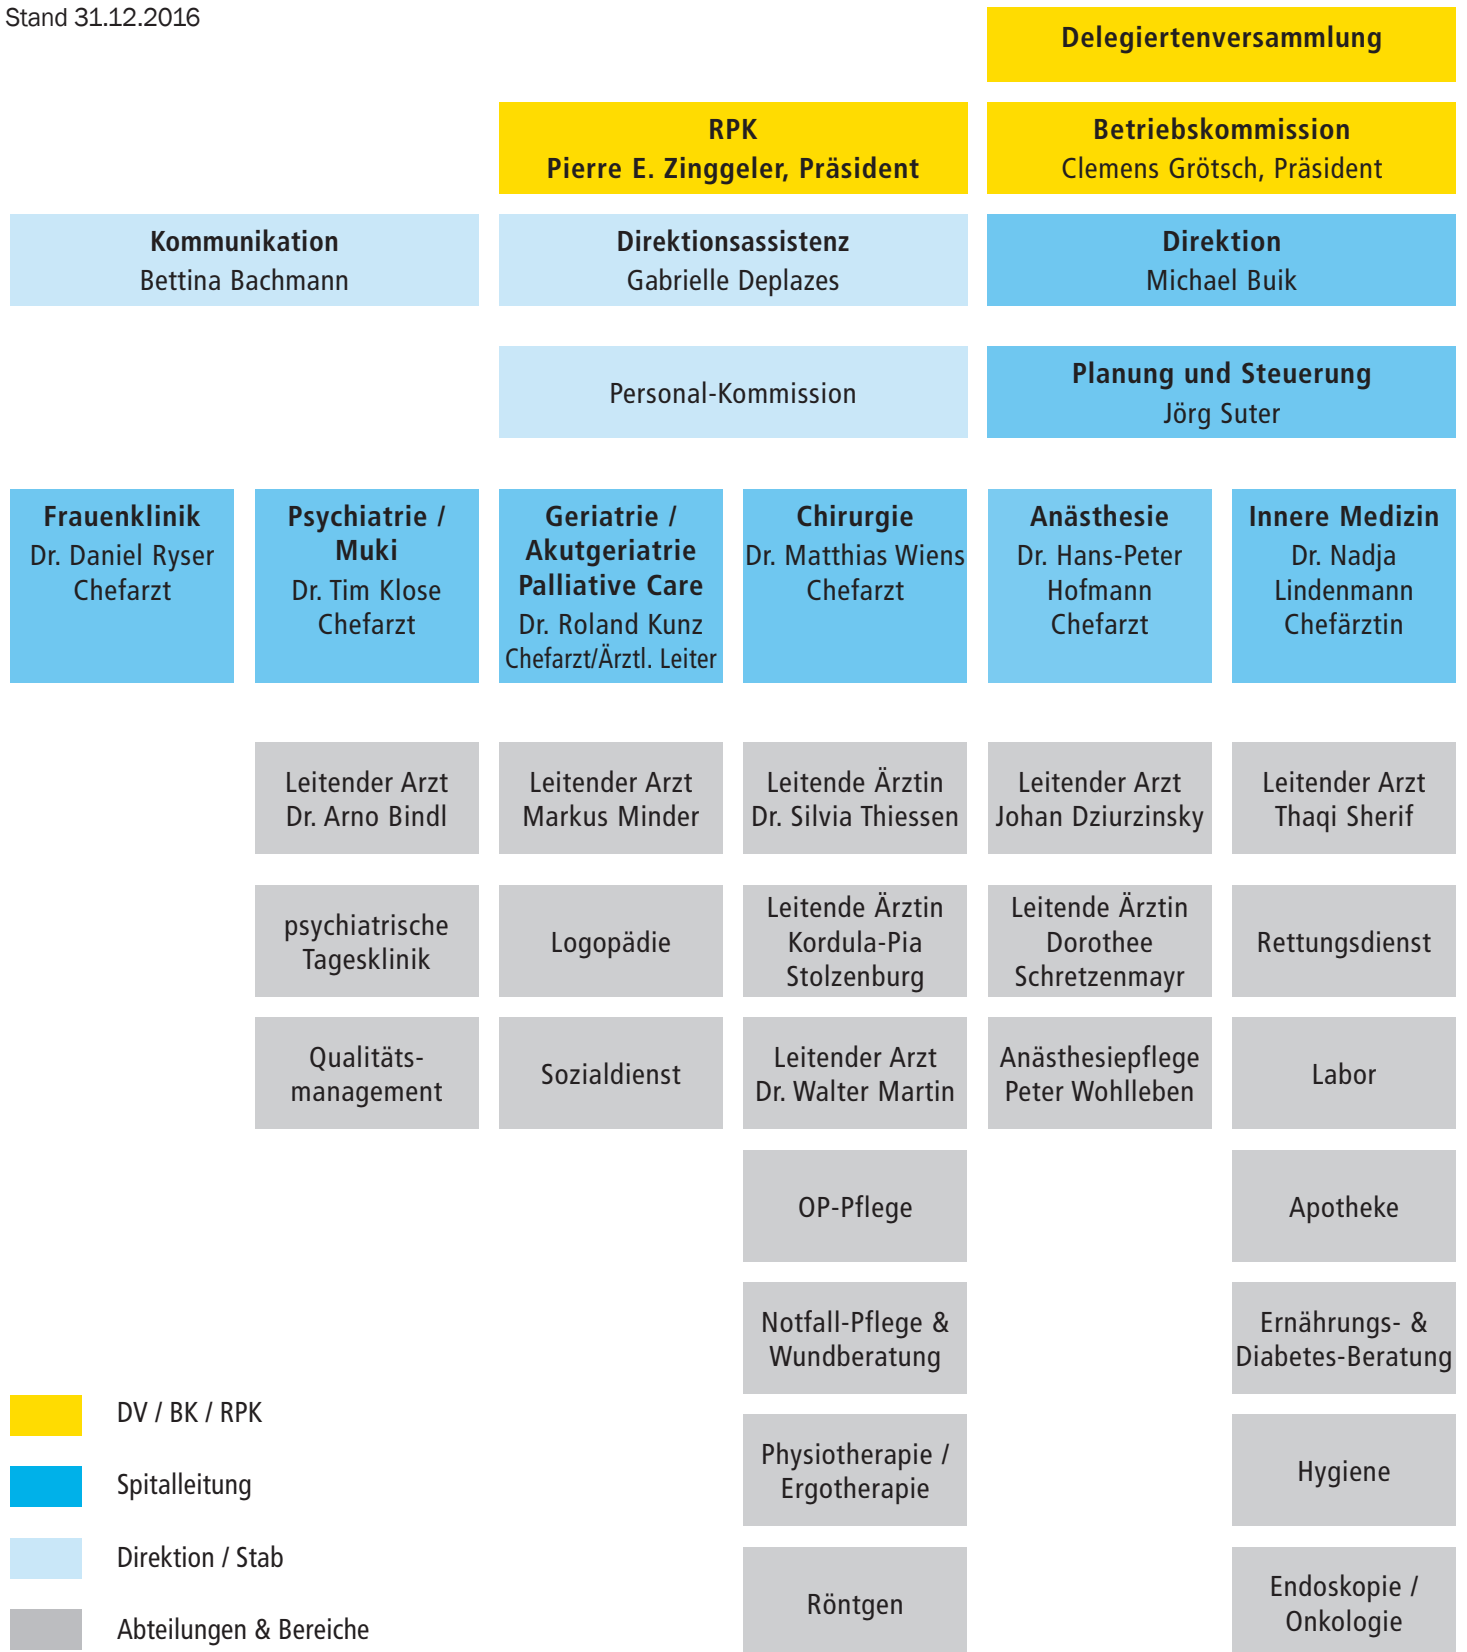 Stand 31.12.2016
Delegiertenversammlung
RPK
Pierre E. Zinggeler, Präsident
Betriebskommission
Clemens Grötsch, Präsident
Kommunikation
Bettina Bachmann
Direktionsassistenz
Gabrielle Deplazes
Direktion
Michael Buik
Personal-Kommission
Planung und Steuerung
Jörg Suter
Frauenklinik
Dr. Daniel Ryser
Chefarzt
Psychiatrie /
Muki
Dr. Tim Klose
Chefarzt
Geriatrie /
Akutgeriatrie
Palliative Care
Dr. Roland Kunz
Chefarzt/Ärztl. Leiter
Chirurgie
Dr. Matthias Wiens
Chefarzt
Anästhesie
Dr. Hans-Peter
Hofmann
Chefarzt
Innere Medizin
Dr. Nadja
Lindenmann
Chefärztin
Leitender Arzt
Dr. Arno Bindl
Leitender Arzt
Markus Minder
Leitende Ärztin
Dr. Silvia Thiessen
Leitender Arzt
Johan Dziurzinsky
Leitender Arzt
Thaqi Sherif
psychiatrische
Tagesklinik
Logopädie
Leitende Ärztin
Kordula-Pia
Stolzenburg
Leitende Ärztin
Dorothee
Schretzenmayr
Rettungsdienst
Qualitäts-
management
Sozialdienst
Leitender Arzt
Dr. Walter Martin
Anästhesiepflege
Peter Wohlleben
Labor
OP-Pflege
Apotheke
Notfall-Pflege &
Wundberatung
Ernährungs- &
Diabetes-Beratung
Physiotherapie /
Ergotherapie
Hygiene
Röntgen
Endoskopie /
Onkologie
DV / BK / RPK
Spitalleitung
Direktion / Stab
Abteilungen & Bereiche